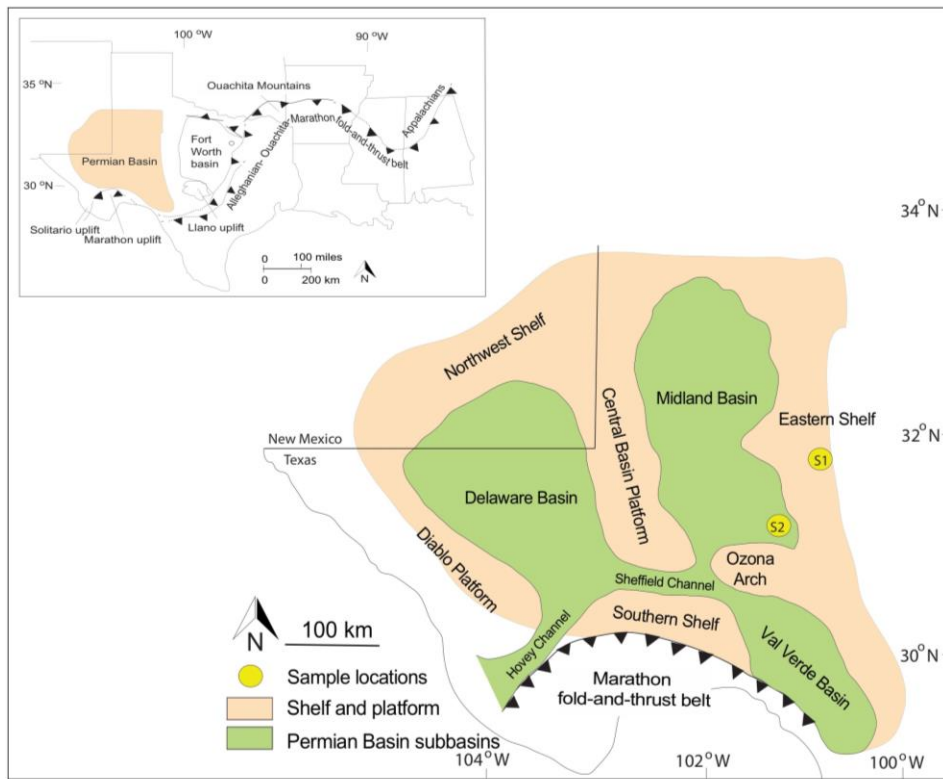 100 °W
90 °W
35 °N
30 °N
Ouachita Mountains
Appalachians
Marathon
fold-and-thrust belt
Alleghanian-Ouachita-
Fort
Worth
basin
Permian Basin
Solitario uplift
Marathon uplift
Llano uplift
0 100 miles
0 200 km
N
34°N
32°N
30°N
Northwest Shelf
Central Basin Platform
Midland Basin
Eastern Shelf
S1
New Mexico
Texas
Delaware Basin
S2
Diablo Platform
Ozona
Arch
Sheffield Channel
Southern Shelf
Hovey Channel
Val Verde Basin
Marathon
fold-and-thrust belt
N
100 km
Sample locations
Shelf and platform
Permian Basin subbasins
104°W
102°W
100°W